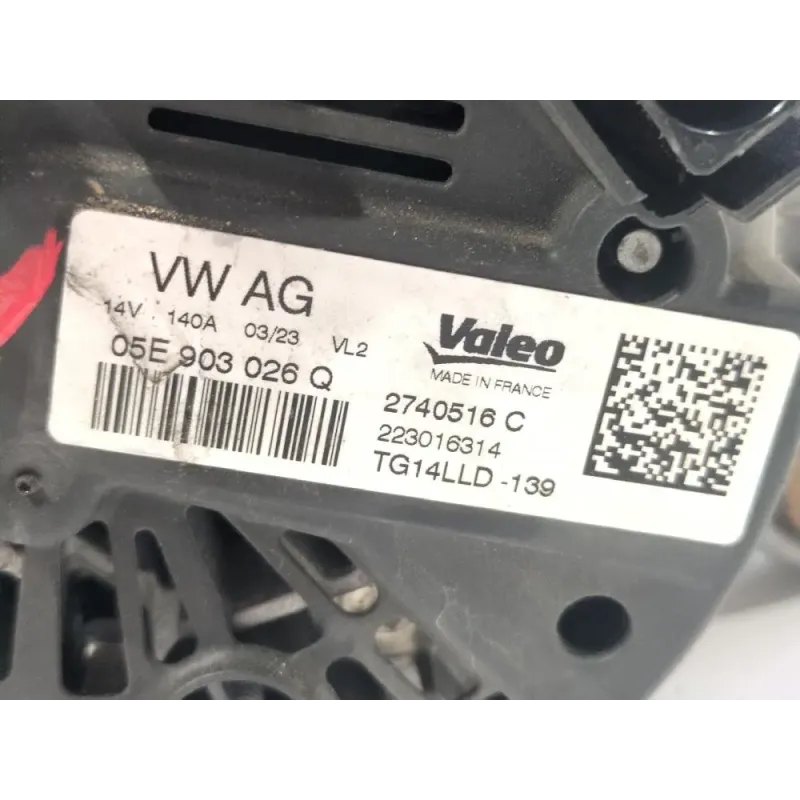 VW AG
14V 140A 03/23 VL2
05E 903 026 Q
Valeo
MADE IN FRANCE
2740516 C
223016314
TG14LLD -139